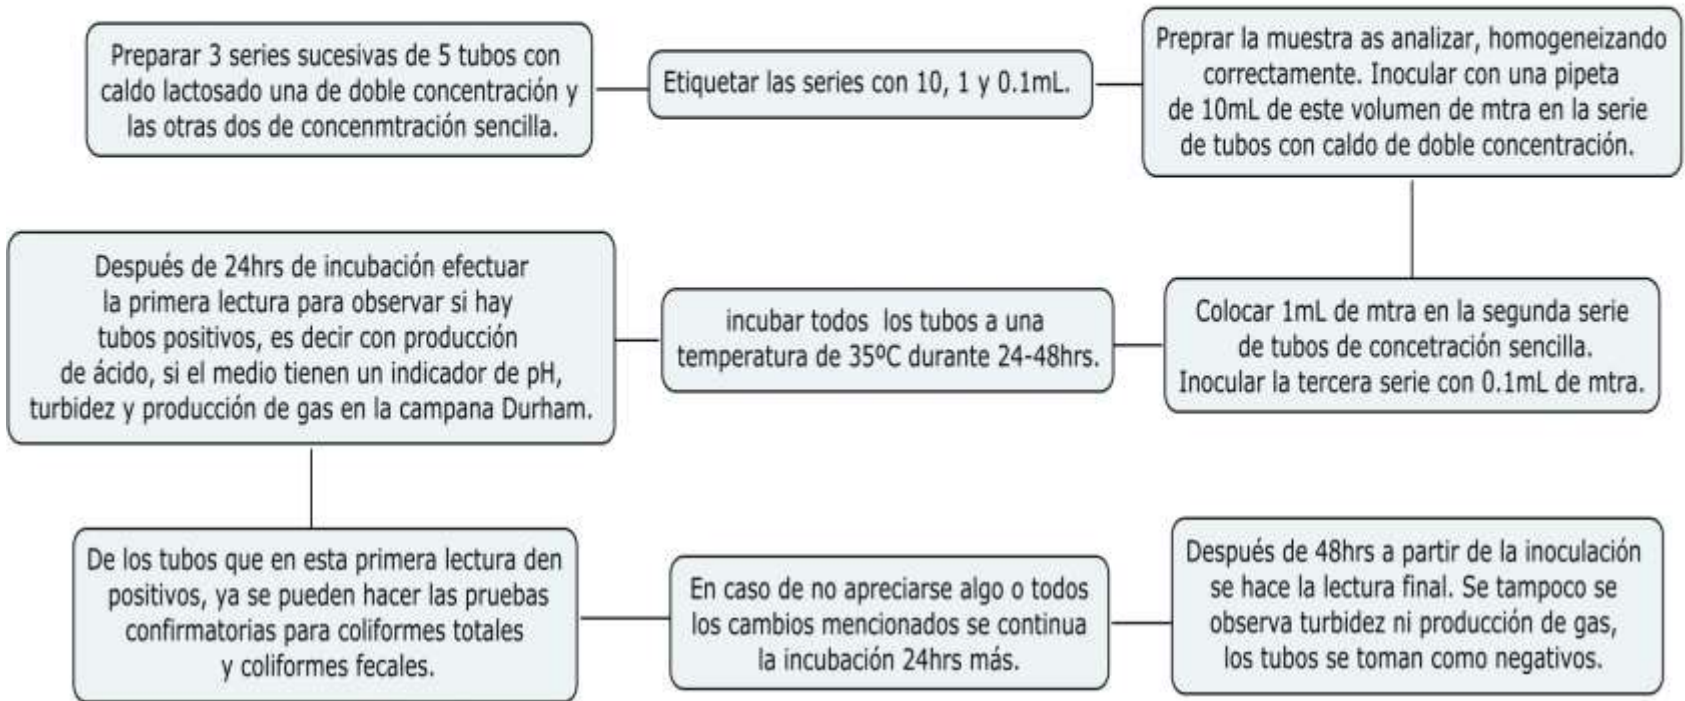 Preparar 3 series sucesivas de 5 tubos con
caldo lactosado una de doble concentración y
las otras dos de concenmtración sencilla.
Etiquetar las series con 10, 1 y 0.1mL.
Preprar la muestra as analizar, homogeneizando
correctamente. Inocular con una pipeta
de 10mL de este volumen de mtra en la serie
de tubos con caldo de doble concentración.
Colocar 1mL de mtra en la segunda serie
de tubos de concetración sencilla.
Inocular la tercera serie con 0.1mL de mtra.
incubar todos los tubos a una
temperatura de 35ºC durante 24-48hrs.
Después de 24hrs de incubación efectuar
la primera lectura para observar si hay
tubos positivos, es decir con producción
de ácido, si el medio tienen un indicador de pH,
turbidez y producción de gas en la campana Durham.
De los tubos que en esta primera lectura den
positivos, ya se pueden hacer las pruebas
confirmatorias para coliformes totales
y coliformes fecales.
En caso de no apreciarse algo o todos
los cambios mencionados se continua
la incubación 24hrs más.
Después de 48hrs a partir de la inoculación
se hace la lectura final. Se tampoco se
observa turbidez ni producción de gas,
los tubos se toman como negativos.